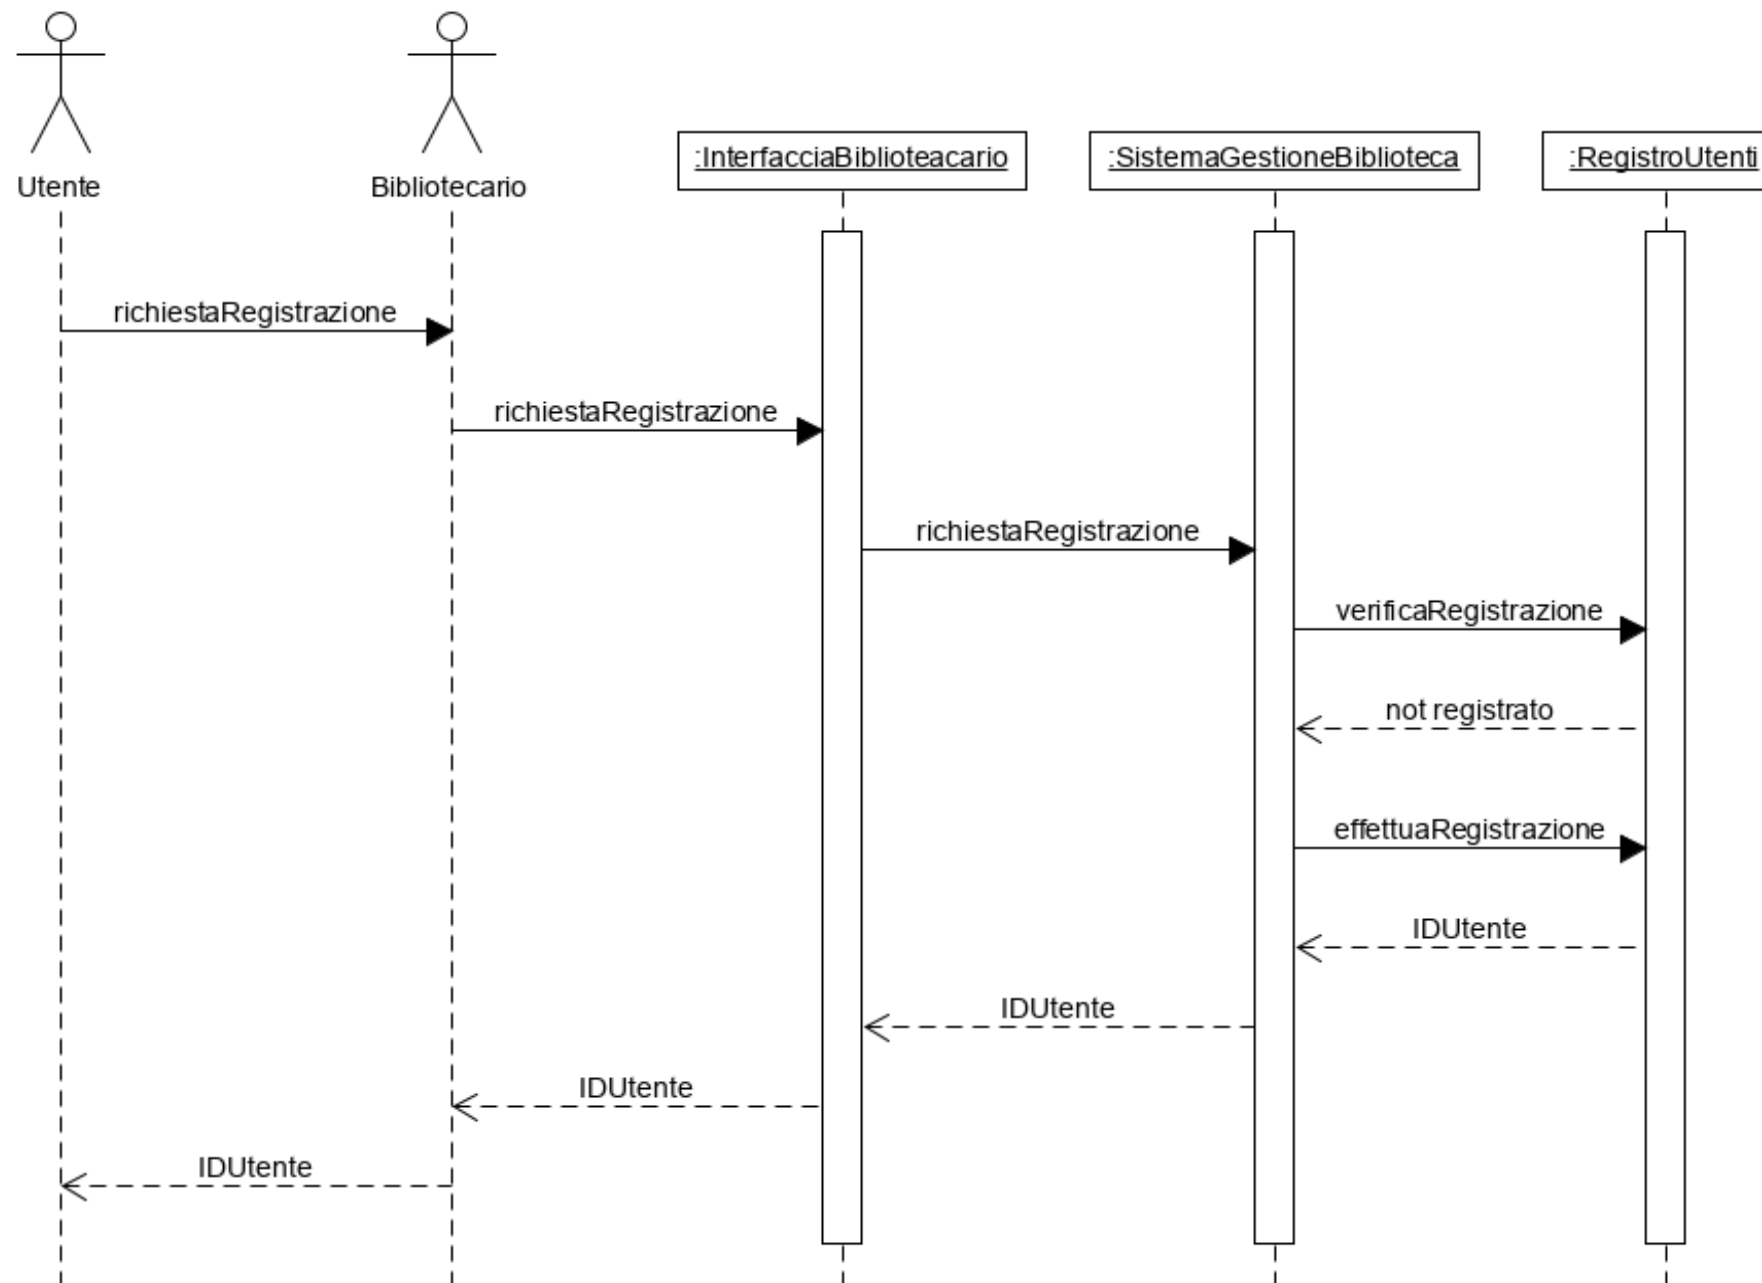 Utente
Bibliotecario
:InterfacciaBiblioteacario
:SistemaGestioneBiblioteca
:RegistroUtenti
richiestaRegistrazione
richiestaRegistrazione
richiestaRegistrazione
verificaRegistrazione
not registrato
effettuaRegistrazione
IDUtente
IDUtente
IDUtente
IDUtente